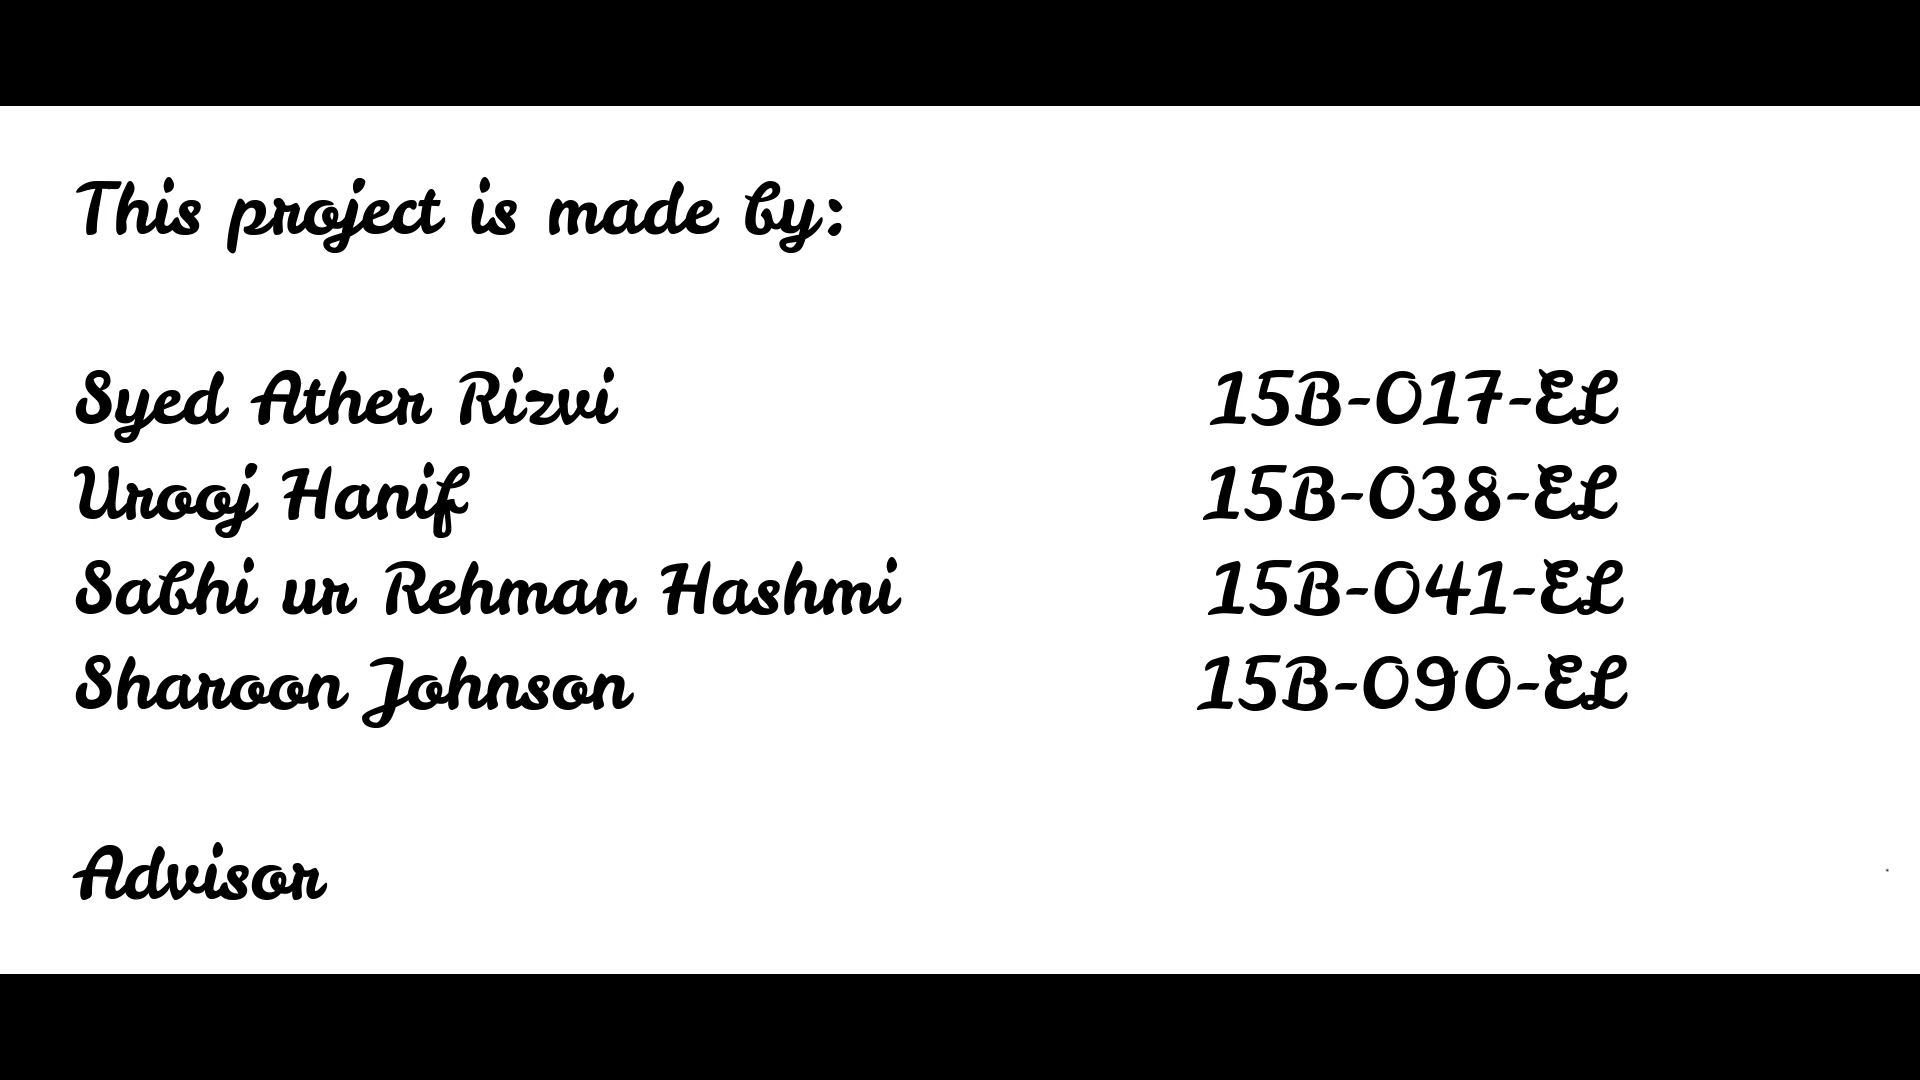 This project is made by:
Syed Ather Rizvi 15B-017-EL
Urooj Hanif 15B-038-EL
Sabhi ur Rehman Hashmi 15B-041-EL
Sharoon Johnson 15B-090-EL
Advisor